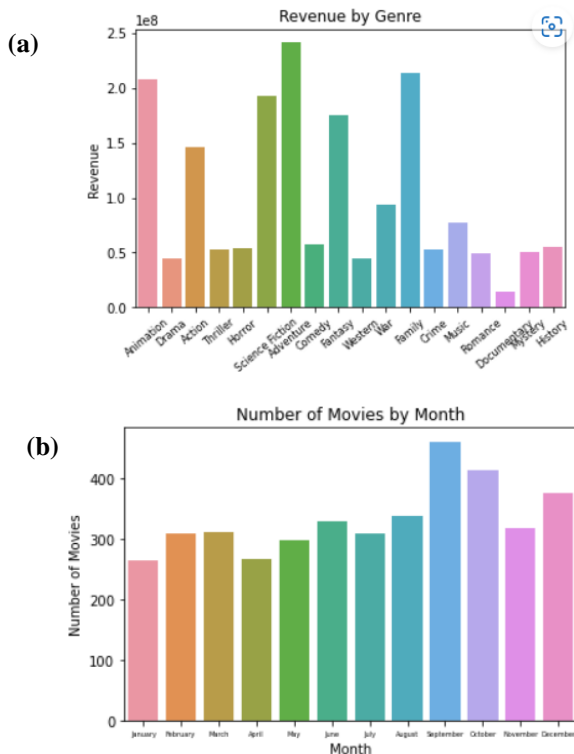 Revenue by Genre
(a)
1e8
2.5
2.0
1.5
1.0
0.5
0.0
Revenue
Animation
Drama
Action
Thriller
Horror
Science Fiction
Adventure
Comedy
Fantasy
Western
War
Family
Crime
Music
Romance
Documentary
Mystery
History
Number of Movies by Month
(b)
400
300
200
100
0
Number of Movies
January
February
March
April
May
June
July
August
September
October
November
December
Month